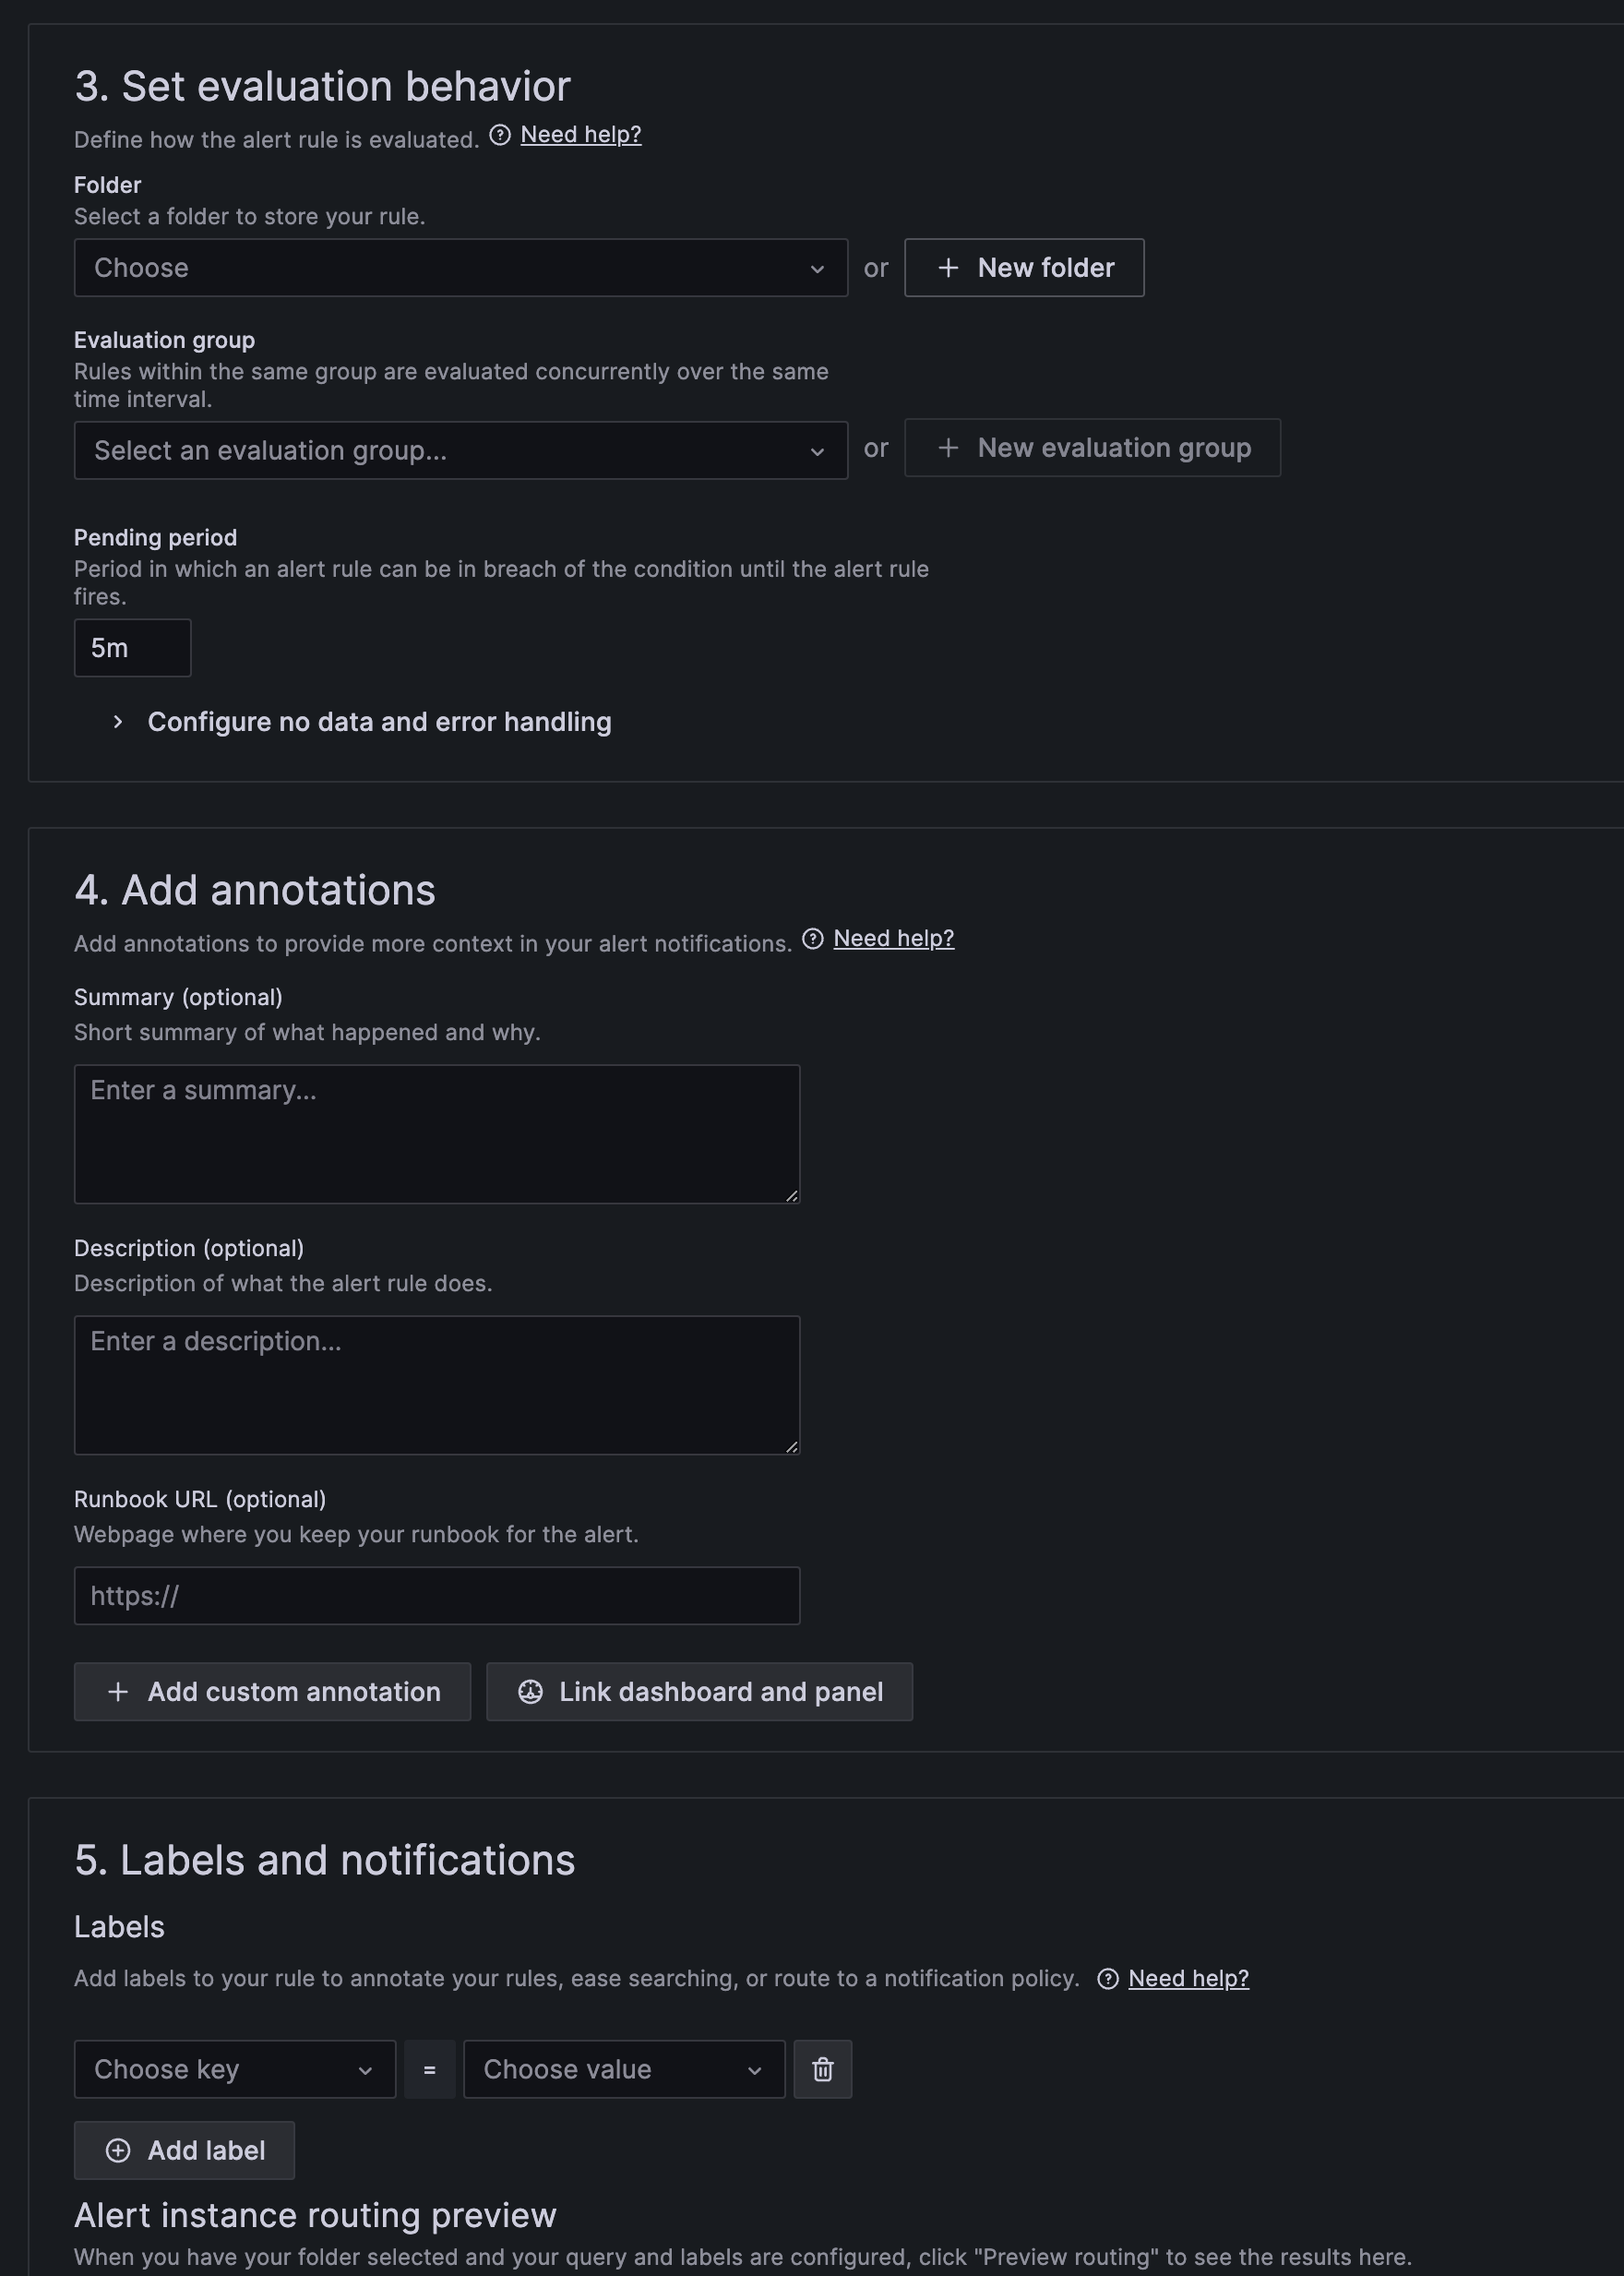 3. Set evaluation behavior
Define how the alert rule is evaluated. Need help?
Folder
Select a folder to store your rule.
Choose or + New folder
Evaluation group
Rules within the same group are evaluated concurrently over the same
time interval.
Select an evaluation group... or + New evaluation group
Pending period
Period in which an alert rule can be in breach of the condition until the alert rule
fires.
5m
Configure no data and error handling
4. Add annotations
Add annotations to provide more context in your alert notifications. Need help?
Summary (optional)
Short summary of what happened and why.
Enter a summary...
Description (optional)
Description of what the alert rule does.
Enter a description...
Runbook URL (optional)
Webpage where you keep your runbook for the alert.
https://
+ Add custom annotation Link dashboard and panel
5. Labels and notifications
Labels
Add labels to your rule to annotate your rules, ease searching, or route to a notification policy. Need help?
Choose key = Choose value
Add label
Alert instance routing preview
When you have your folder selected and your query and labels are configured, click "Preview routing" to see the results here.